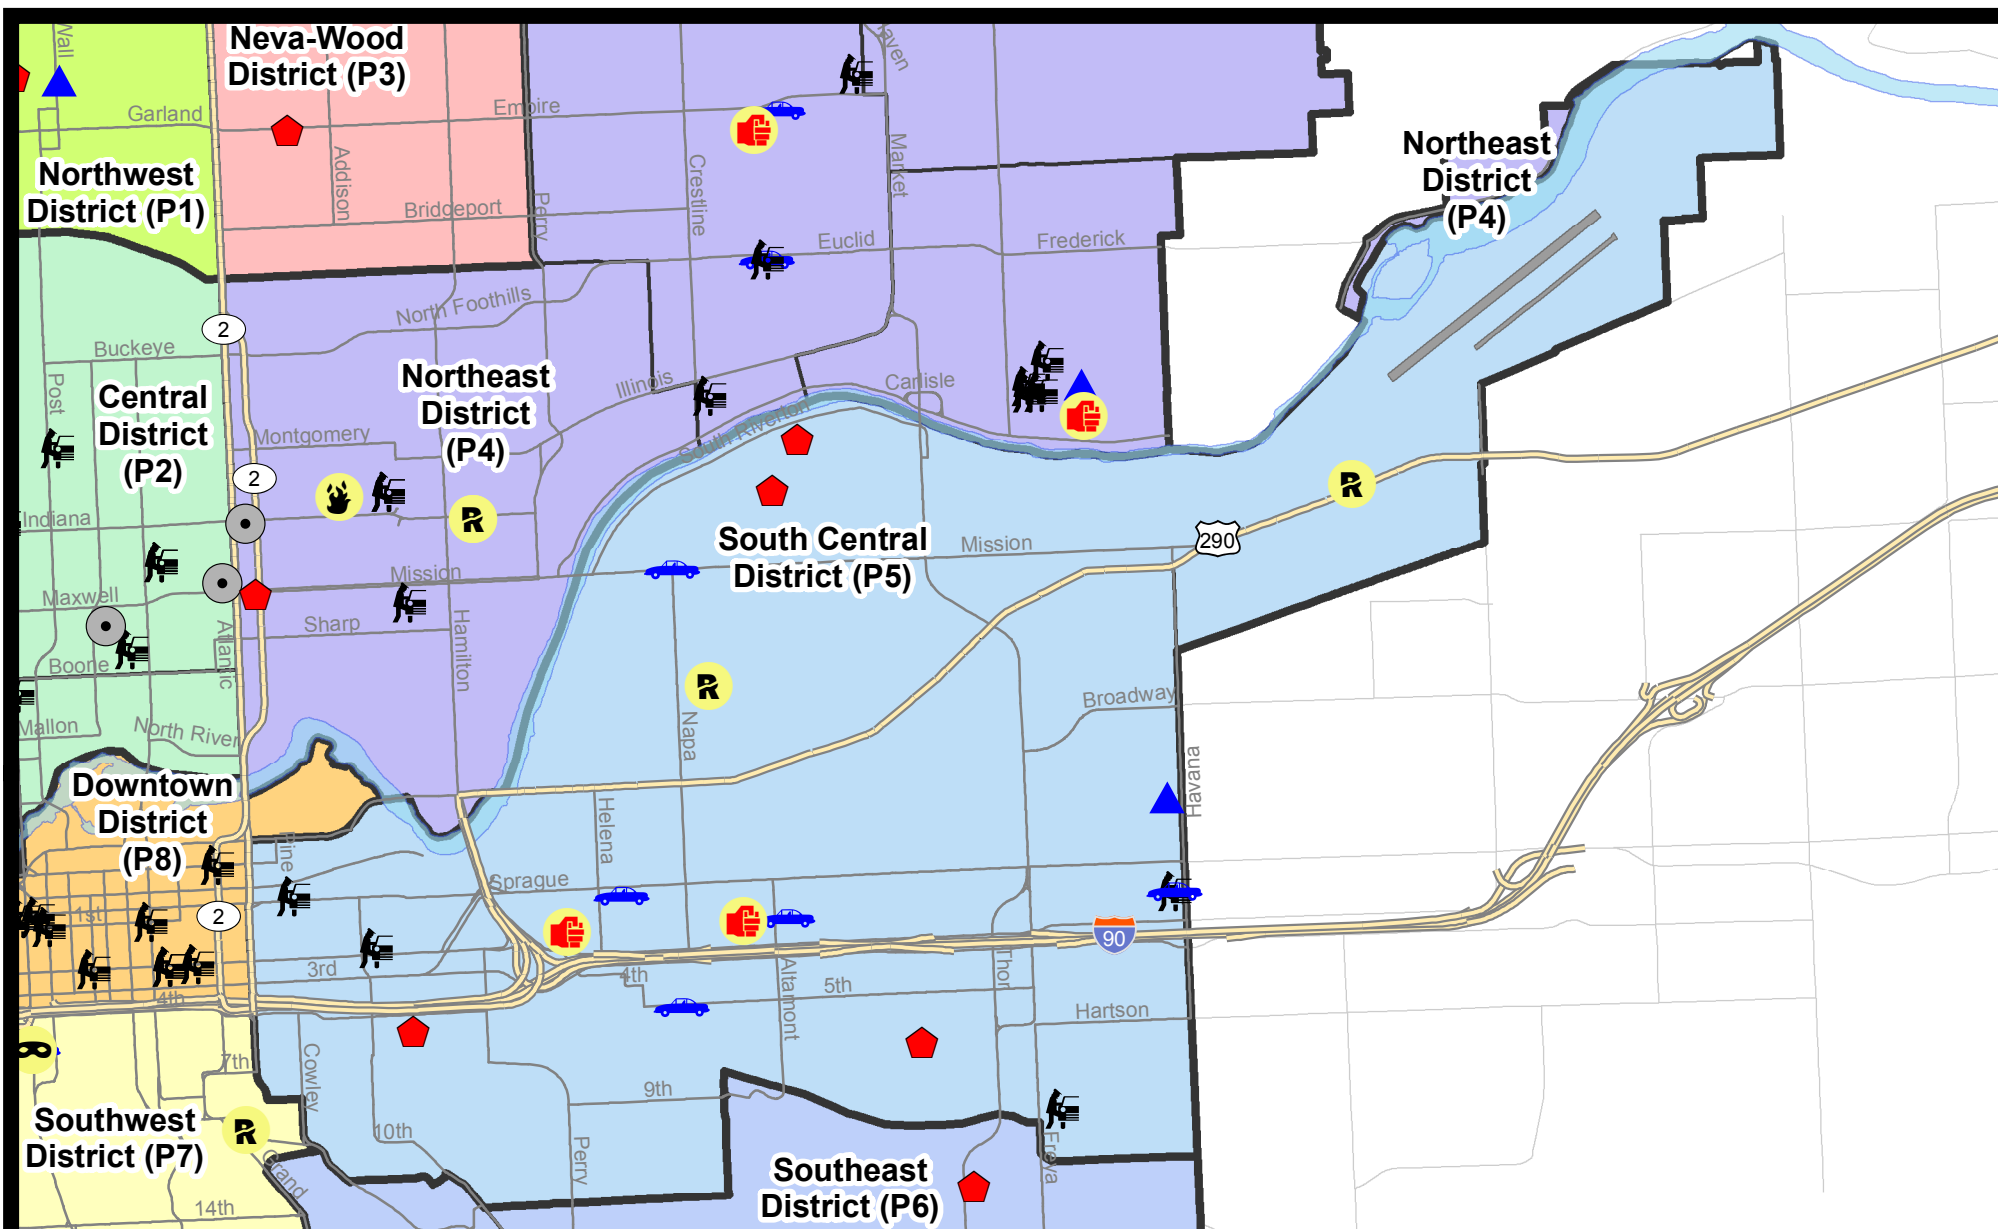 Wall
Neva-Wood
District (P3)
Garland
Empire
Northwest
District (P1)
Addison
Bridgeport
Perry
Crestline
Market
Euclid
Frederick
Northeast
District
(P4)
North Foothills
2
Buckeye
Post
Central
District
(P2)
Northeast
District
(P4)
Illinois
Carlisle
South Riverton
Montgomery
2
Indiana
R
R
South Central
District (P5)
Mission
290
Mission
Maxwell
Sharp
Atlantic
Hamilton
Boone
Mallon
North River
R
Napa
Broadway
Havana
Downtown
District
(P8)
Pine
Helena
Sprague
1st
2
90
3rd
4th
4th
5th
Altamont
Thor
Hartson
7th
Cowley
9th
10th
Southwest
District (P7)
R
Grand
Perry
Freya
Southeast
District (P6)
14th